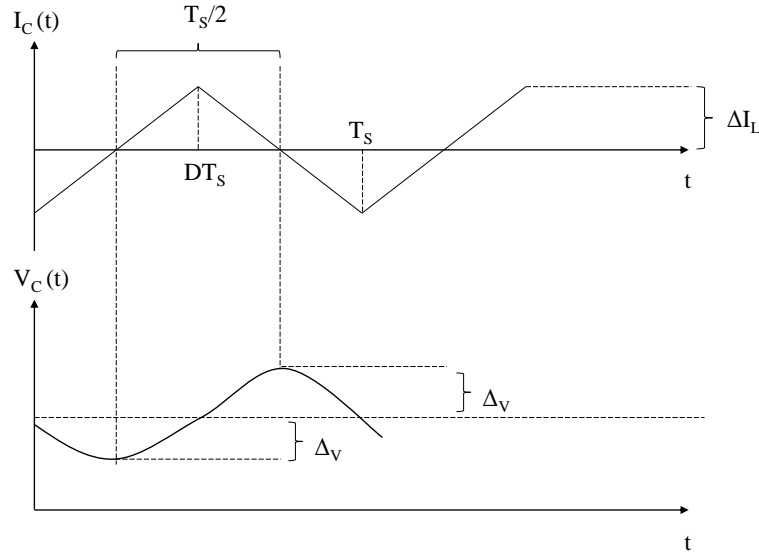 I_C(t)
T_S/2
T_S
ΔI_L
DT_S
t
V_C(t)
Δ_V
Δ_V
t